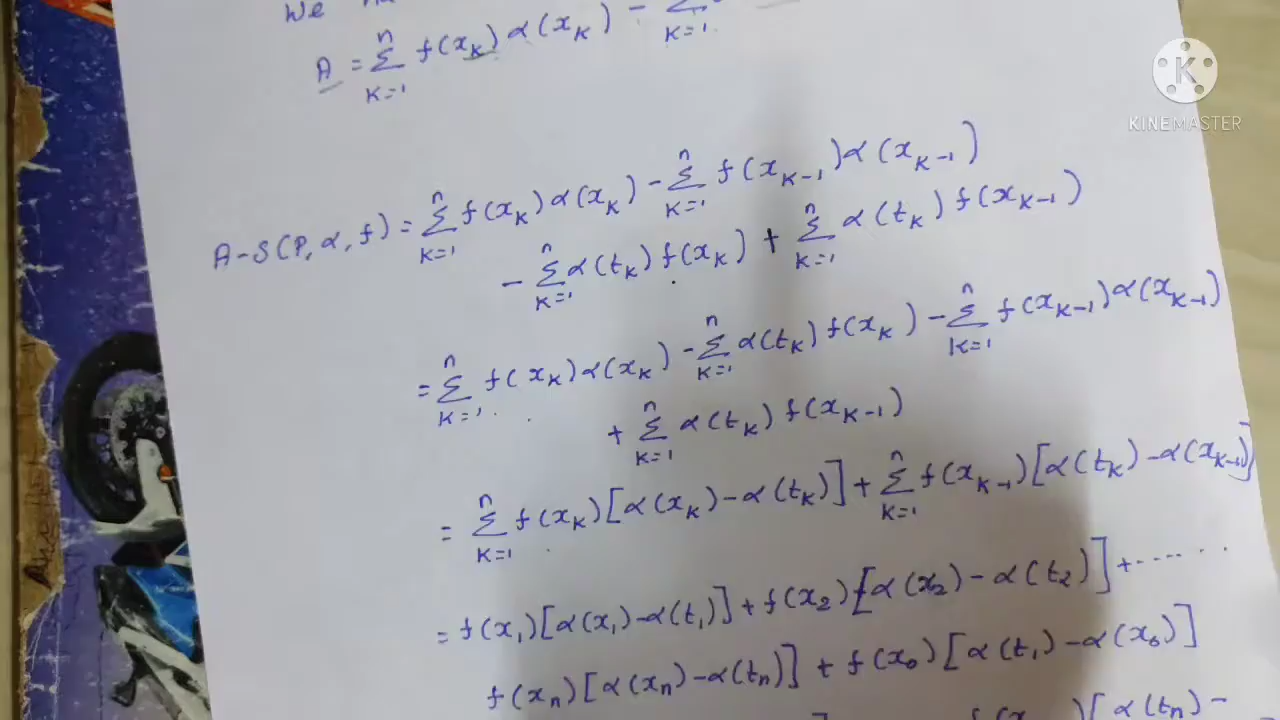 We
A = Σ_{K=1}^{n} f(x_K) α(x_K) - Σ_{K=1}
A-S(P, α, f) = Σ_{K=1}^{n} f(x_K) α(x_K) - Σ_{K=1}^{n} f(x_{K-1}) α(x_{K-1})
- Σ_{K=1}^{n} α(t_K) f(x_K) + Σ_{K=1}^{n} α(t_K) f(x_{K-1})
= Σ_{K=1}^{n} f(x_K) α(x_K) - Σ_{K=1}^{n} α(t_K) f(x_K) - Σ_{K=1}^{n} f(x_{K-1}) α(x_{K-1})
+ Σ_{K=1}^{n} α(t_K) f(x_{K-1})
= Σ_{K=1}^{n} f(x_K) [α(x_K) - α(t_K)] + Σ_{K=1}^{n} f(x_{K-1}) [α(t_K) - α(x_{K-1})]
= f(x_1) [α(x_1) - α(t_1)] + f(x_2) [α(x_2) - α(t_2)] + .......
f(x_n) [α(x_n) - α(t_n)] + f(x_0) [α(t_1) - α(x_0)]
[α(t_n) -
K
KINEMASTER